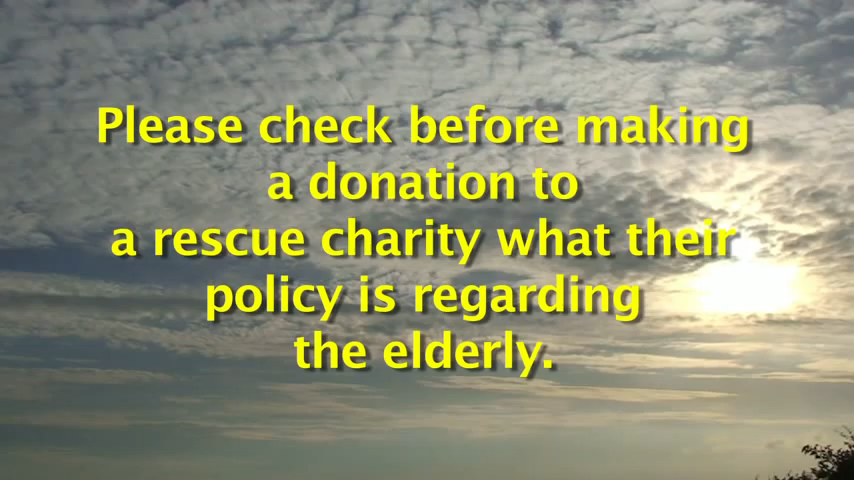 Please check before making
a donation to
a rescue charity what their
policy is regarding
the elderly.